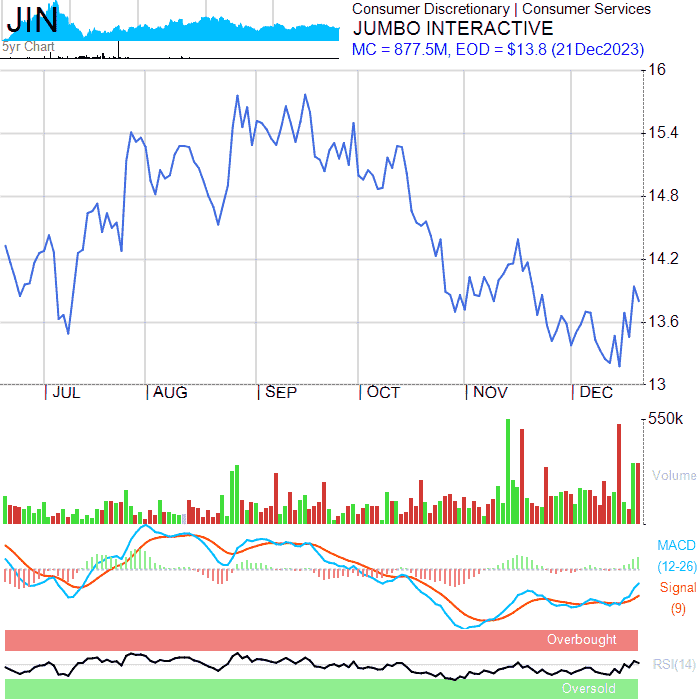 JIN
5yr Chart
Consumer Discretionary | Consumer Services
JUMBO INTERACTIVE
MC = 877.5M, EOD = $13.8 (21Dec2023)
16
15.4
14.8
14.2
13.6
13
JUL
AUG
SEP
OCT
NOV
DEC
550k
Volume
MACD
(12-26)
Signal
(9)
Overbought
RSI(14)
Oversold